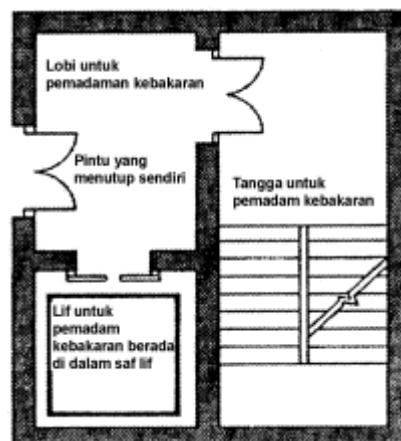 Lobi untuk
pemadaman kebakaran
Pintu yang
menutup sendiri
Tangga untuk
pemadam kebakaran
Lif untuk
pemadam
kebakaran berada
di dalam saf lif